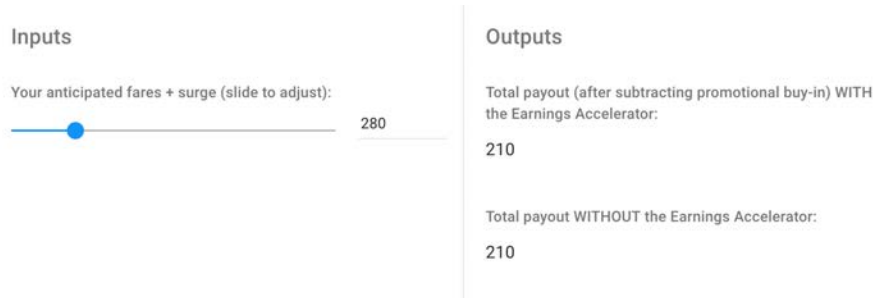 Inputs
Your anticipated fares + surge (slide to adjust):
280
Outputs
Total payout (after subtracting promotional buy-in) WITH
the Earnings Accelerator:
210
Total payout WITHOUT the Earnings Accelerator:
210